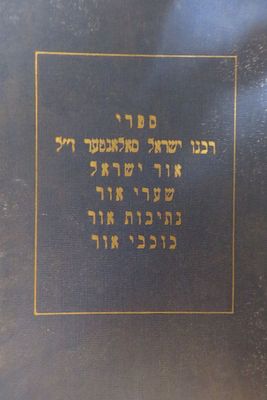 ספרי
רבנו ישראל סאלאנטער ז״ל
אור ישראל
שערי אור
נתיבות אור
כוכבי אור